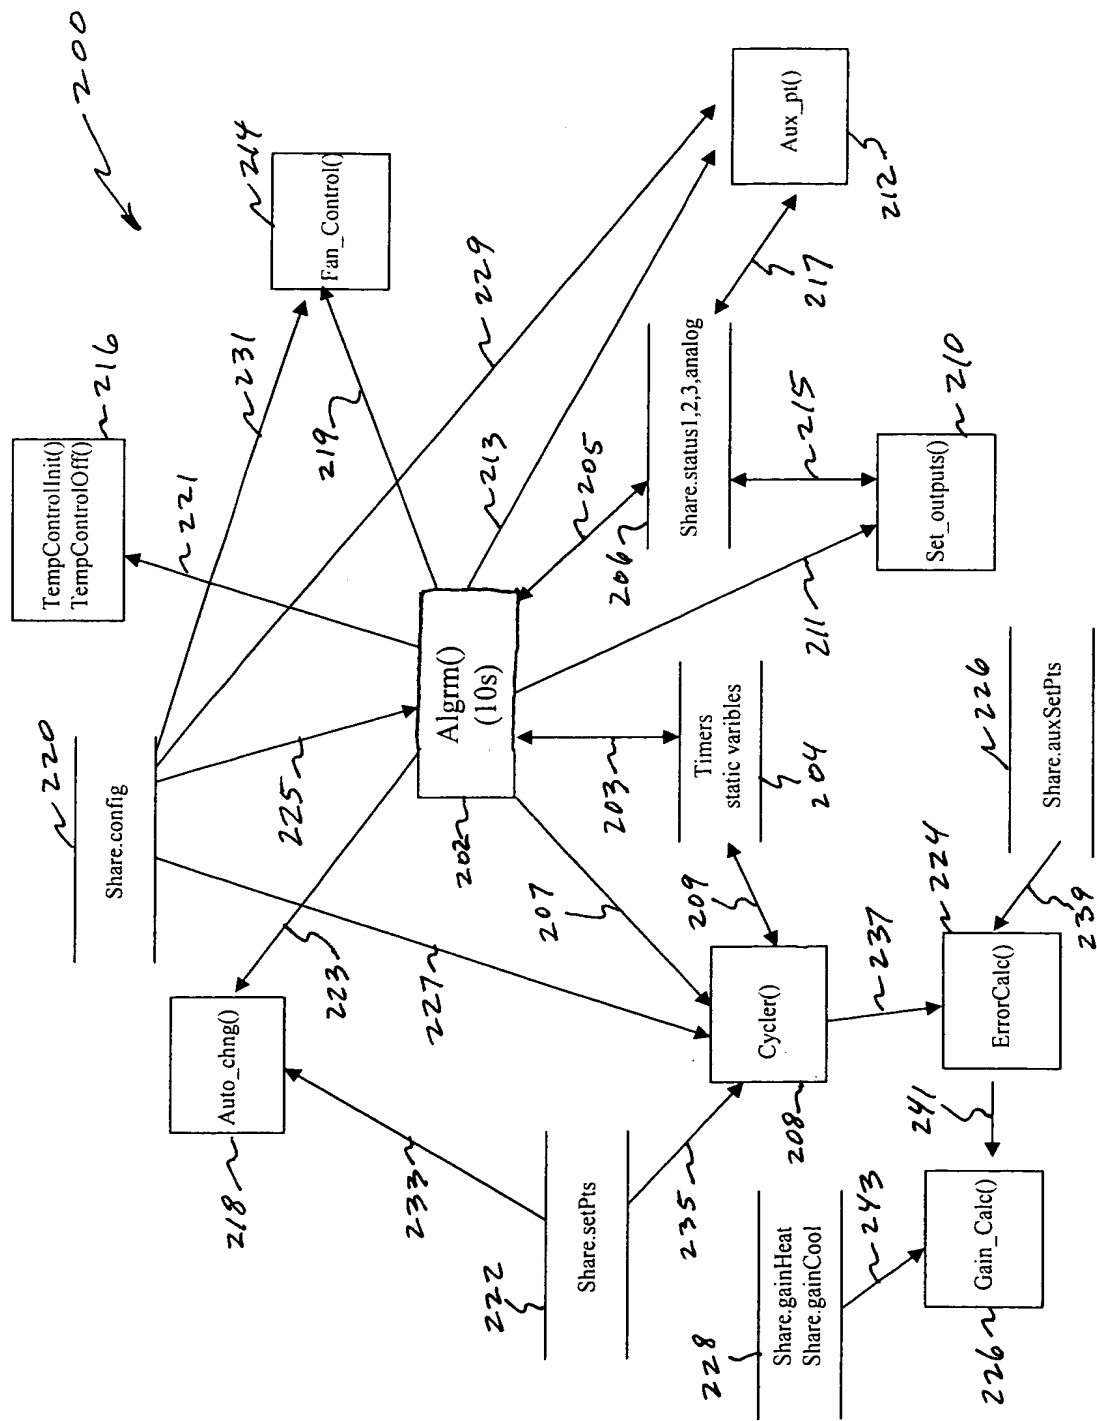 220
TempControlInit()
TempControlOff()
216
200
Share.config
221
218
Auto_chng()
231
214
223
225
219
Fan_Control()
233
227
202
Algrm()
(10s)
213
229
222
207
203
205
Share.setPts
206
235
209
Timers
static varibles
204
Share.status1,2,3,analog
228
Share.gainHeat
Share.gainCool
208
Cycler()
211
215
217
Aux_pt()
243
237
212
241
224
Set_outputs()
210
226
Gain_Calc()
ErrorCalc()
226
Share.auxSetPts
239